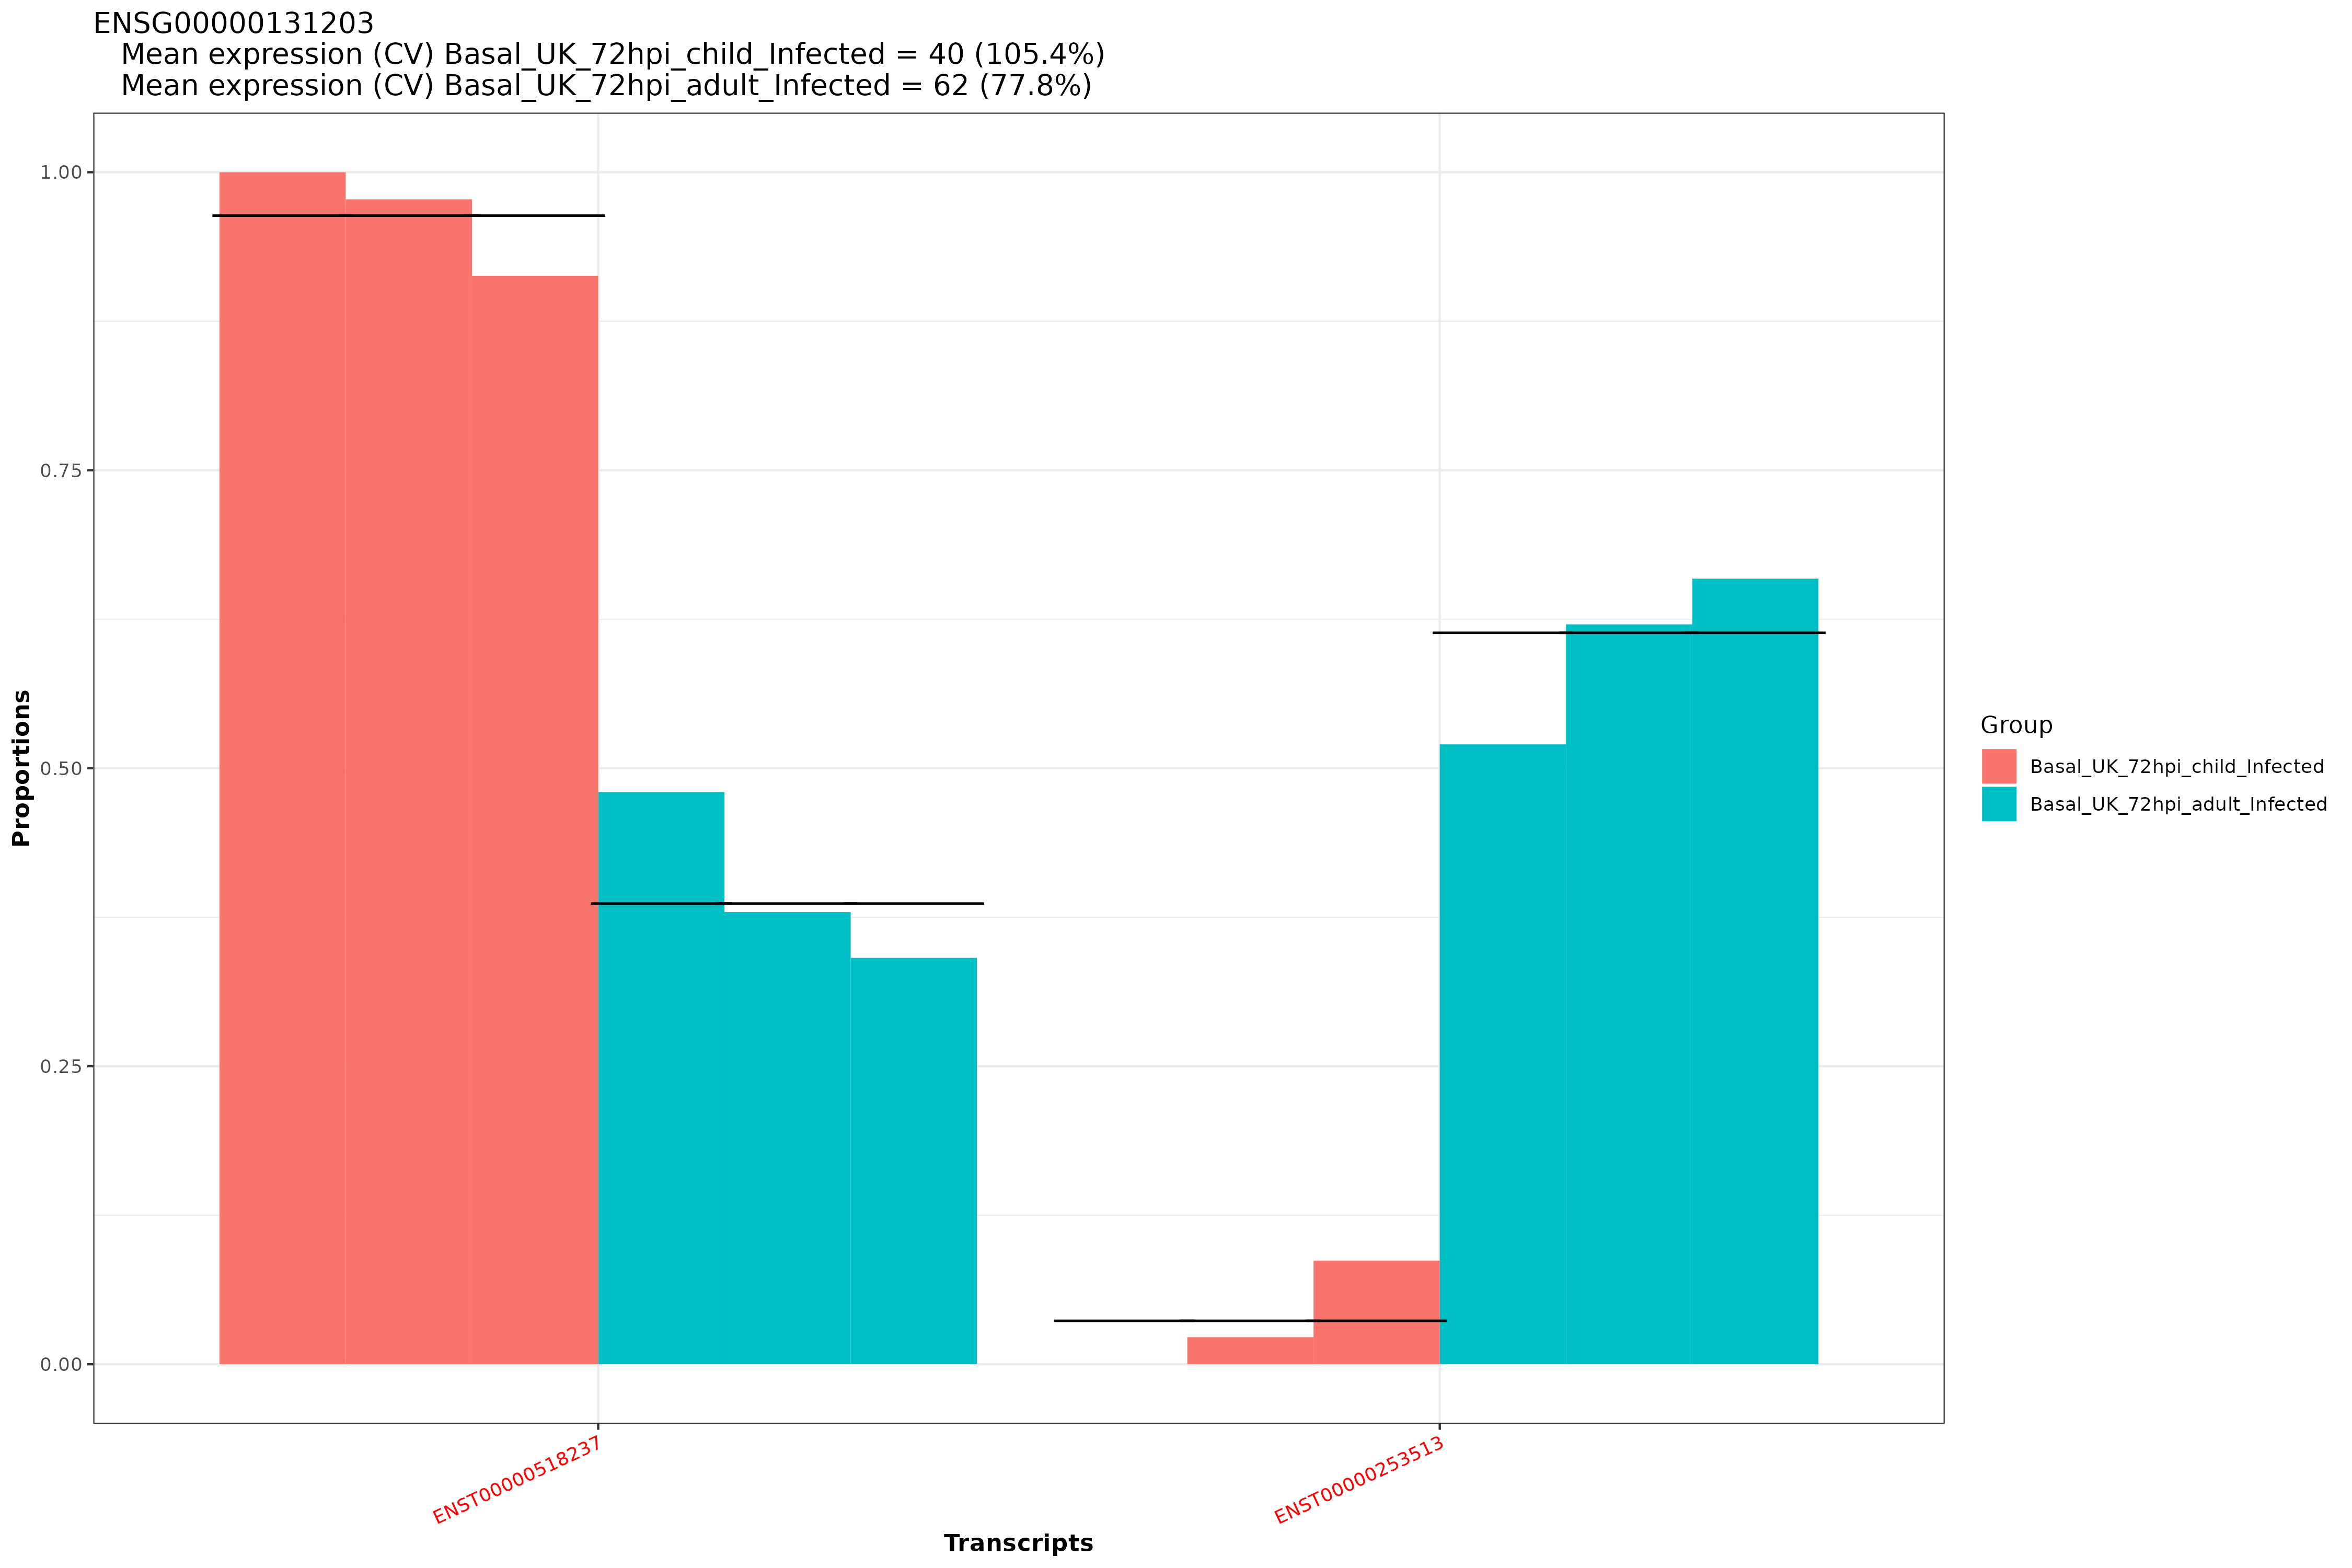 ENSG00000131203
Mean expression (CV) Basal_UK_72hpi_child_Infected = 40 (105.4%)
Mean expression (CV) Basal_UK_72hpi_adult_Infected = 62 (77.8%)
Proportions
1.00
0.75
0.50
0.25
0.00
ENST00000518237
ENST00000253513
Transcripts
Group
Basal_UK_72hpi_child_Infected
Basal_UK_72hpi_adult_Infected